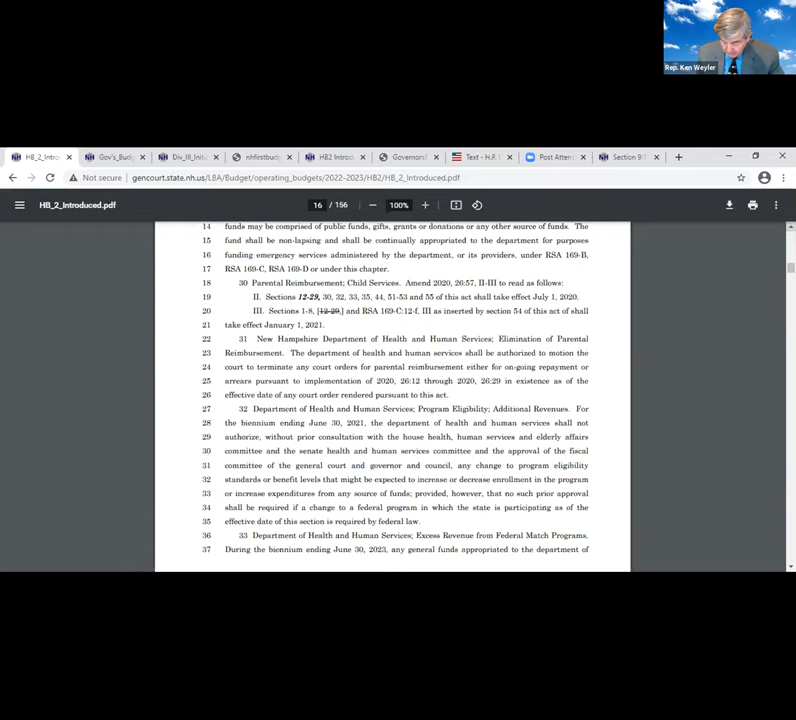 Rep. Ken Weyler
HB_2_Intro
Gov's_Budg
Div_III_Initia
nhfirstbudg
HB2 Introd
GovernorsE
Text - H.R.1
Post Atten
Section 9:1
Not secure
gencourt.state.nh.us/LBA/Budget/operating_budgets/2022-2023/HB2/HB_2_Introduced.pdf
HB_2_Introduced.pdf
16 / 156
100%
14 funds may be comprised of public funds, gifts, grants or donations or any other source of funds. The
15 fund shall be non-lapsing and shall be continually appropriated to the department for purposes
16 funding emergency services administered by the department, or its providers, under RSA 169-B,
17 RSA 169-C, RSA 169-D or under this chapter.
18 30 Parental Reimbursement; Child Services. Amend 2020, 26:57, II-III to read as follows:
19 II. Sections 12-29, 30, 32, 33, 35, 44, 51-53 and 55 of this act shall take effect July 1, 2020.
20 III. Sections 1-8, [12-29,] and RSA 169-C:12-f, III as inserted by section 54 of this act of shall
21 take effect January 1, 2021.
22 31 New Hampshire Department of Health and Human Services; Elimination of Parental
23 Reimbursement. The department of health and human services shall be authorized to motion the
24 court to terminate any court orders for parental reimbursement either for on-going repayment or
25 arrears pursuant to implementation of 2020, 26:12 through 2020, 26:29 in existence as of the
26 effective date of any court order rendered pursuant to this act.
27 32 Department of Health and Human Services; Program Eligibility; Additional Revenues. For
28 the biennium ending June 30, 2021, the department of health and human services shall not
29 authorize, without prior consultation with the house health, human services and elderly affairs
30 committee and the senate health and human services committee and the approval of the fiscal
31 committee of the general court and governor and council, any change to program eligibility
32 standards or benefit levels that might be expected to increase or decrease enrollment in the program
33 or increase expenditures from any source of funds; provided, however, that no such prior approval
34 shall be required if a change to a federal program in which the state is participating as of the
35 effective date of this section is required by federal law.
36 33 Department of Health and Human Services; Excess Revenue from Federal Match Programs.
37 During the biennium ending June 30, 2023, any general funds appropriated to the department of